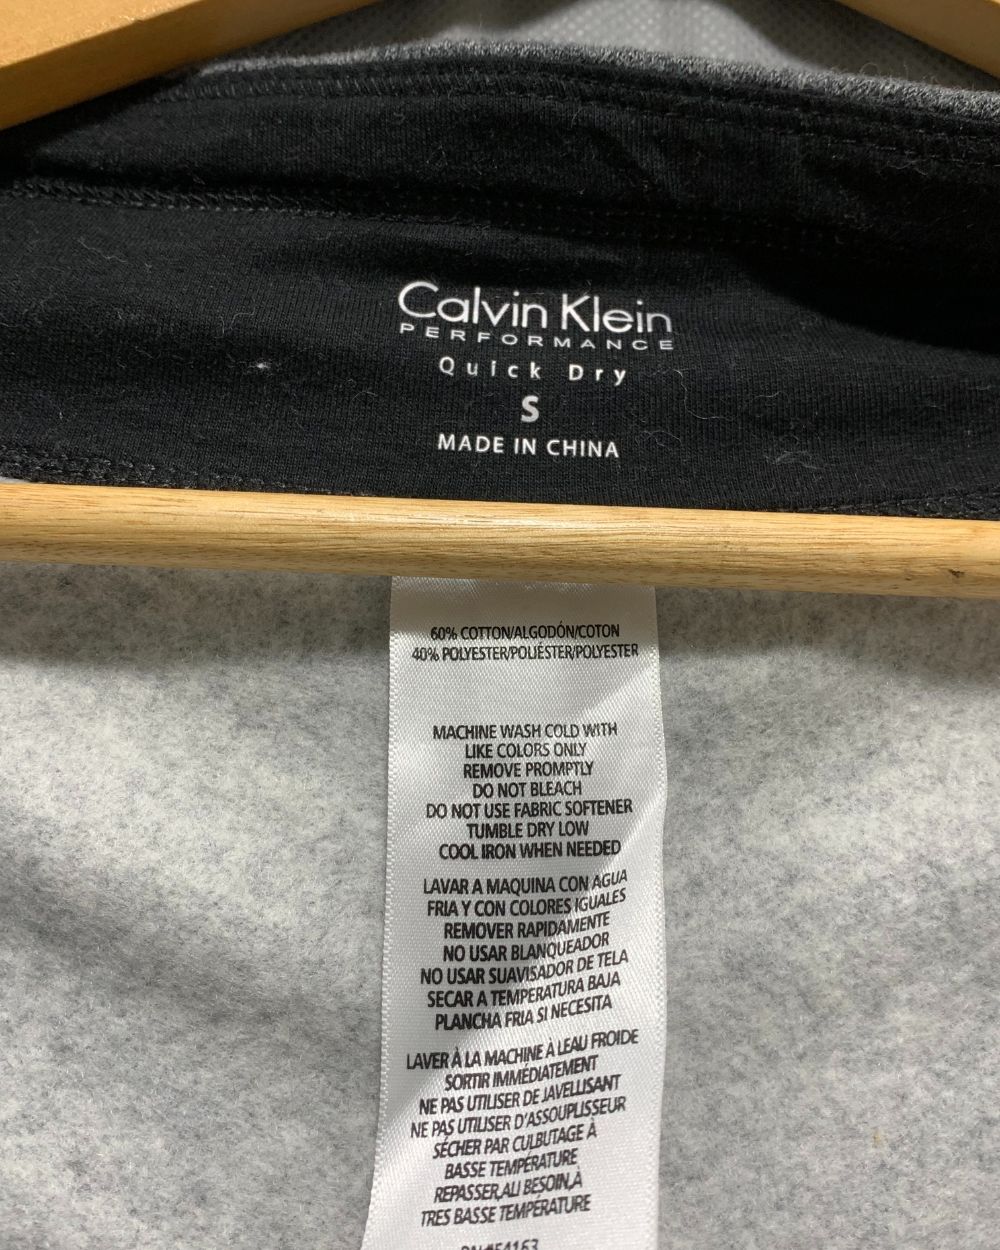 Calvin Klein
PERFORMANCE
Quick Dry
S
MADE IN CHINA
60% COTTON/ALGODÓN/COTON
40% POLYESTER/POLIÉSTER/POLYESTER
MACHINE WASH COLD WITH
LIKE COLORS ONLY
REMOVE PROMPTLY
DO NOT BLEACH
DO NOT USE FABRIC SOFTENER
TUMBLE DRY LOW
COOL IRON WHEN NEEDED
LAVAR A MAQUINA CON AGUA
FRIA Y CON COLORES IGUALES
REMOVER RAPIDAMENTE
NO USAR BLANQUEADOR
NO USAR SUAVISADOR DE TELA
SECAR A TEMPERATURA BAJA
PLANCHA FRIA SI NECESITA
LAVER À LA MACHINE À LEAU FROIDE
SORTIR IMMÉDIATEMENT
NE PAS UTILISER DE JAVELLISANT
NE PAS UTILISER D'ASSOUPLISSEUR
SÉCHER PAR CULBUTAGE À
BASSE TEMPÉRATURE
REPASSER,AU BESOIN,À
TRES BASSE TEMPÉRATURE